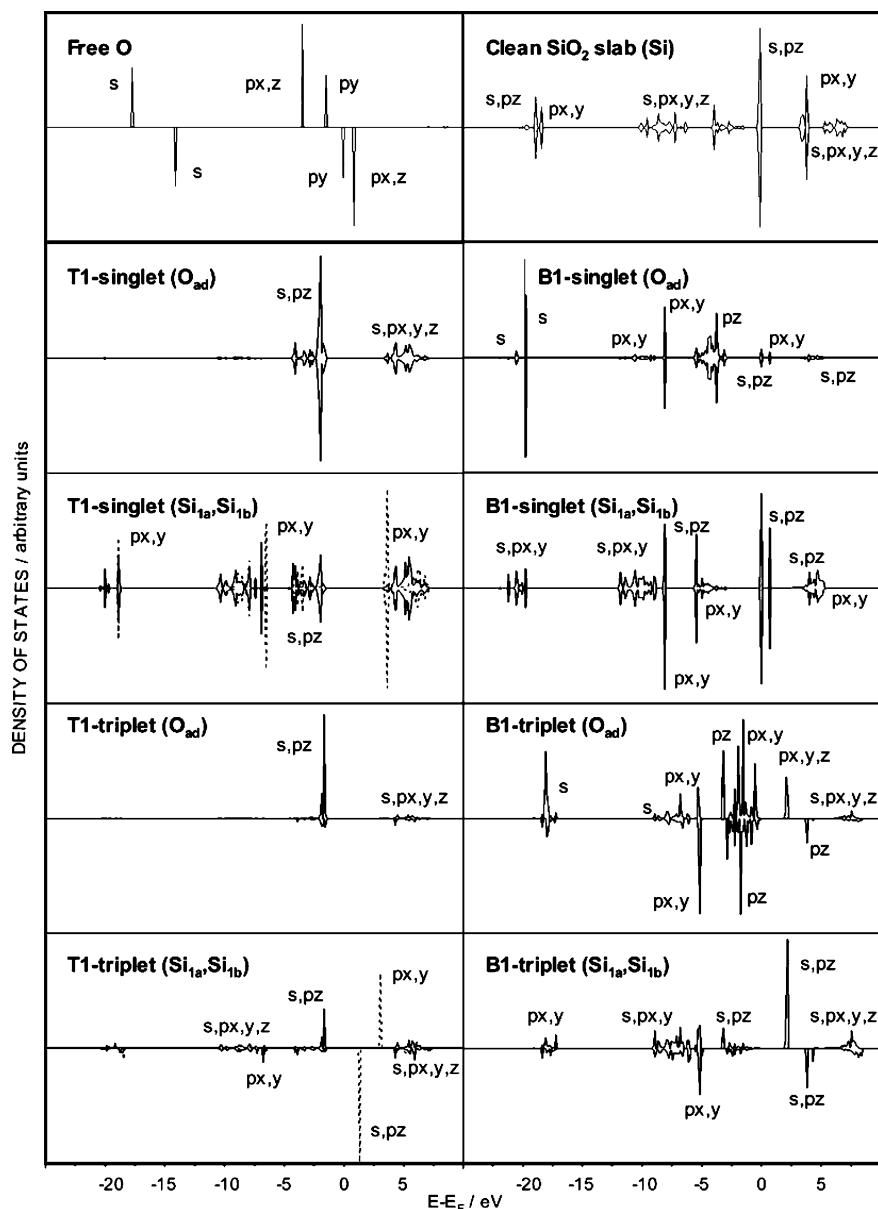 Free O
s
px,z
py
s
py
px,z
Clean SiO2 slab (Si)
s,pz
s,pz
px,y
s,px,y,z
px,y
s,px,y,z
T1-singlet (Oad)
s,pz
s,px,y,z
B1-singlet (Oad)
s
s
px,y
px,y
pz
px,y
s,pz
s,pz
T1-singlet (Si1a,Si1b)
px,y
px,y
px,y
s,pz
B1-singlet (Si1a,Si1b)
s,px,y
s,px,y
s,pz
s,pz
px,y
s,pz
px,y
px,y
T1-triplet (Oad)
s,pz
s,px,y,z
B1-triplet (Oad)
s
s
px,y
pz
px,y
px,y,z
s,px,y,z
pz
px,y
pz
T1-triplet (Si1a,Si1b)
s,px,y,z
s,pz
px,y
px,y
s,px,y,z
s,pz
B1-triplet (Si1a,Si1b)
px,y
s,px,y
s,pz
s,pz
s,px,y,z
px,y
s,pz
DENSITY OF STATES / arbitrary units
-20 -15 -10 -5 0 5
-20 -15 -10 -5 0 5
E-EF / eV